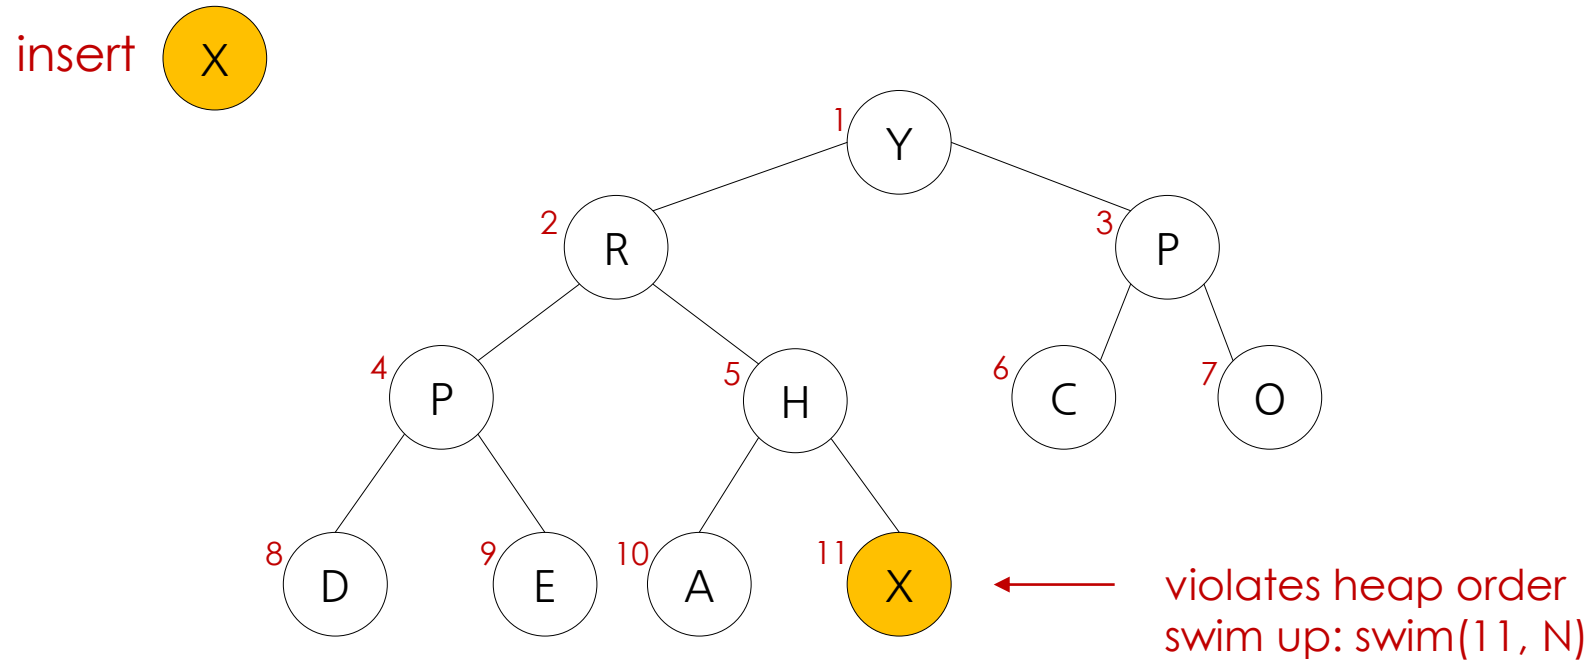 insert X
1 Y
2 R
3 P
4 P
5 H
6 C
7 O
8 D
9 E
10 A
11 X
violates heap order
swim up: swim(11, N)